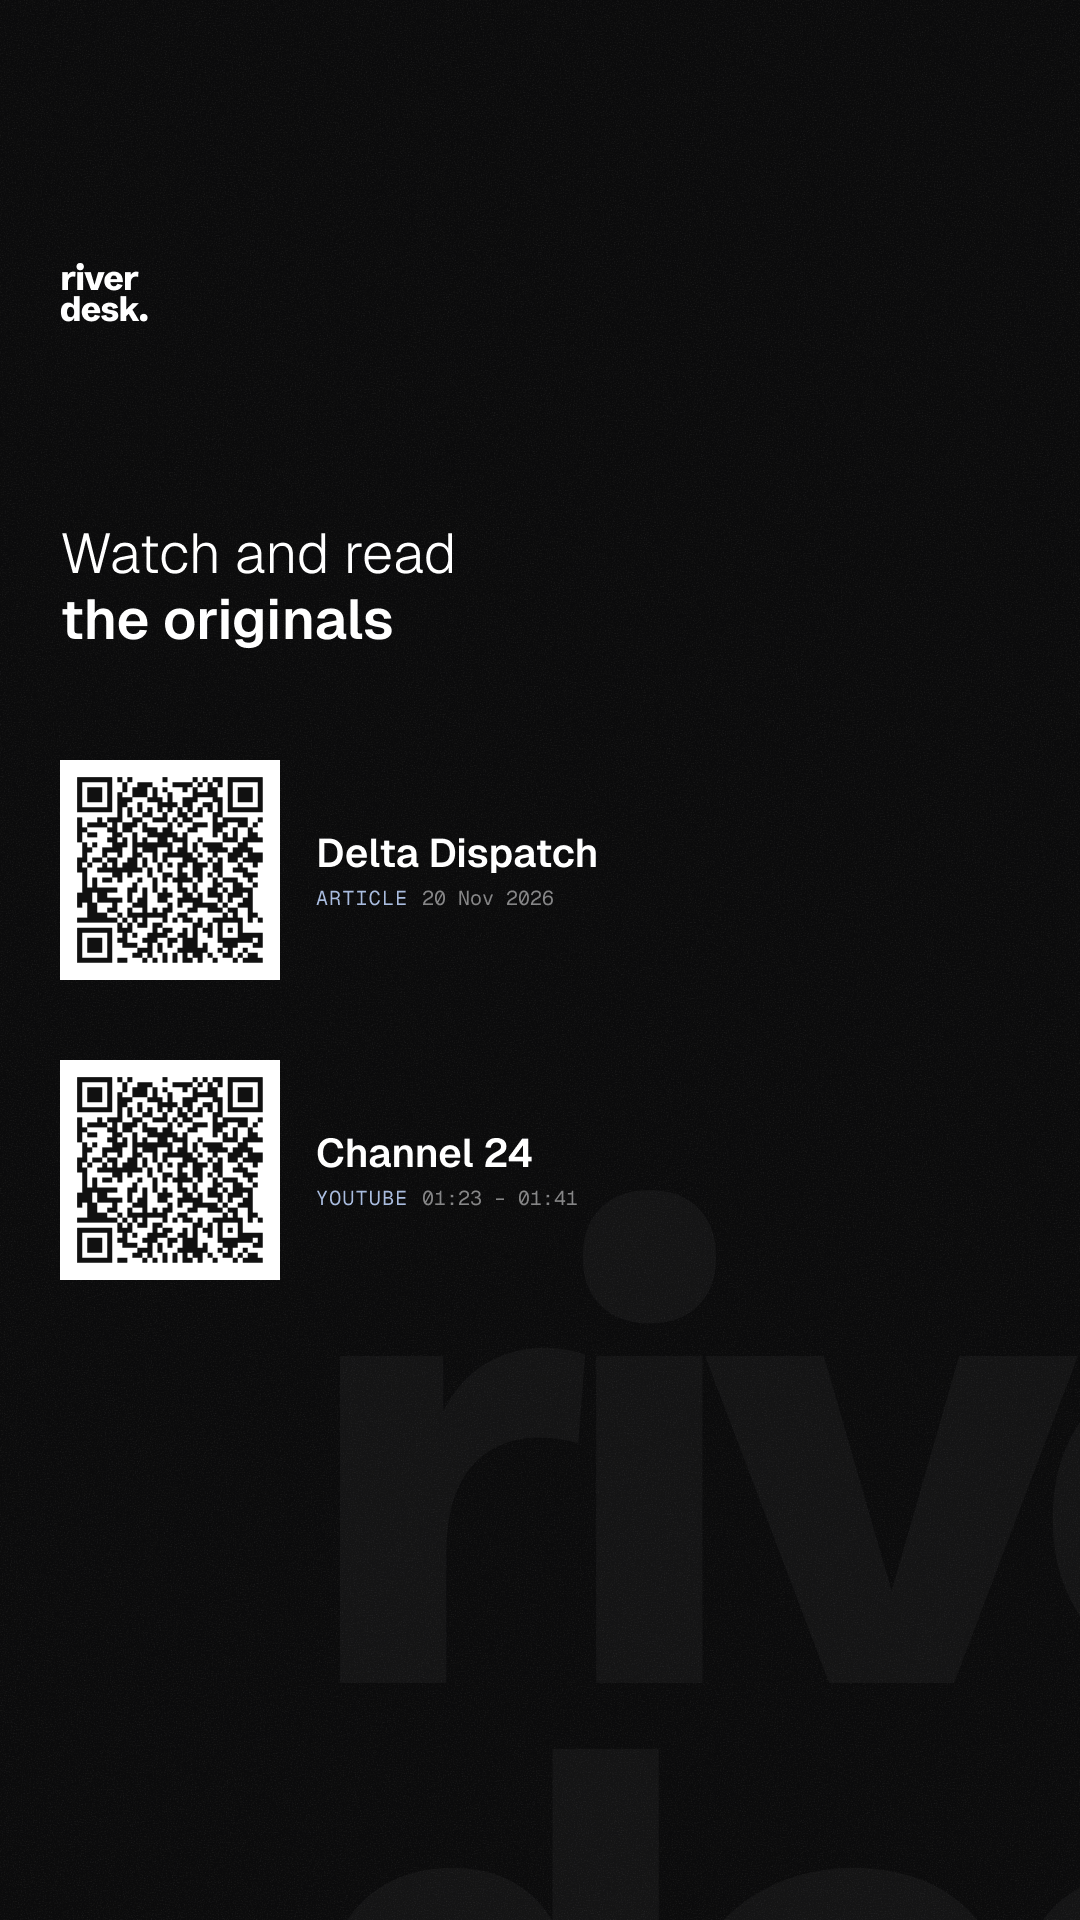 river
desk.
Watch and read
the originals
Delta Dispatch
ARTICLE 20 Nov 2026
Channel 24
YOUTUBE 01:23 – 01:41